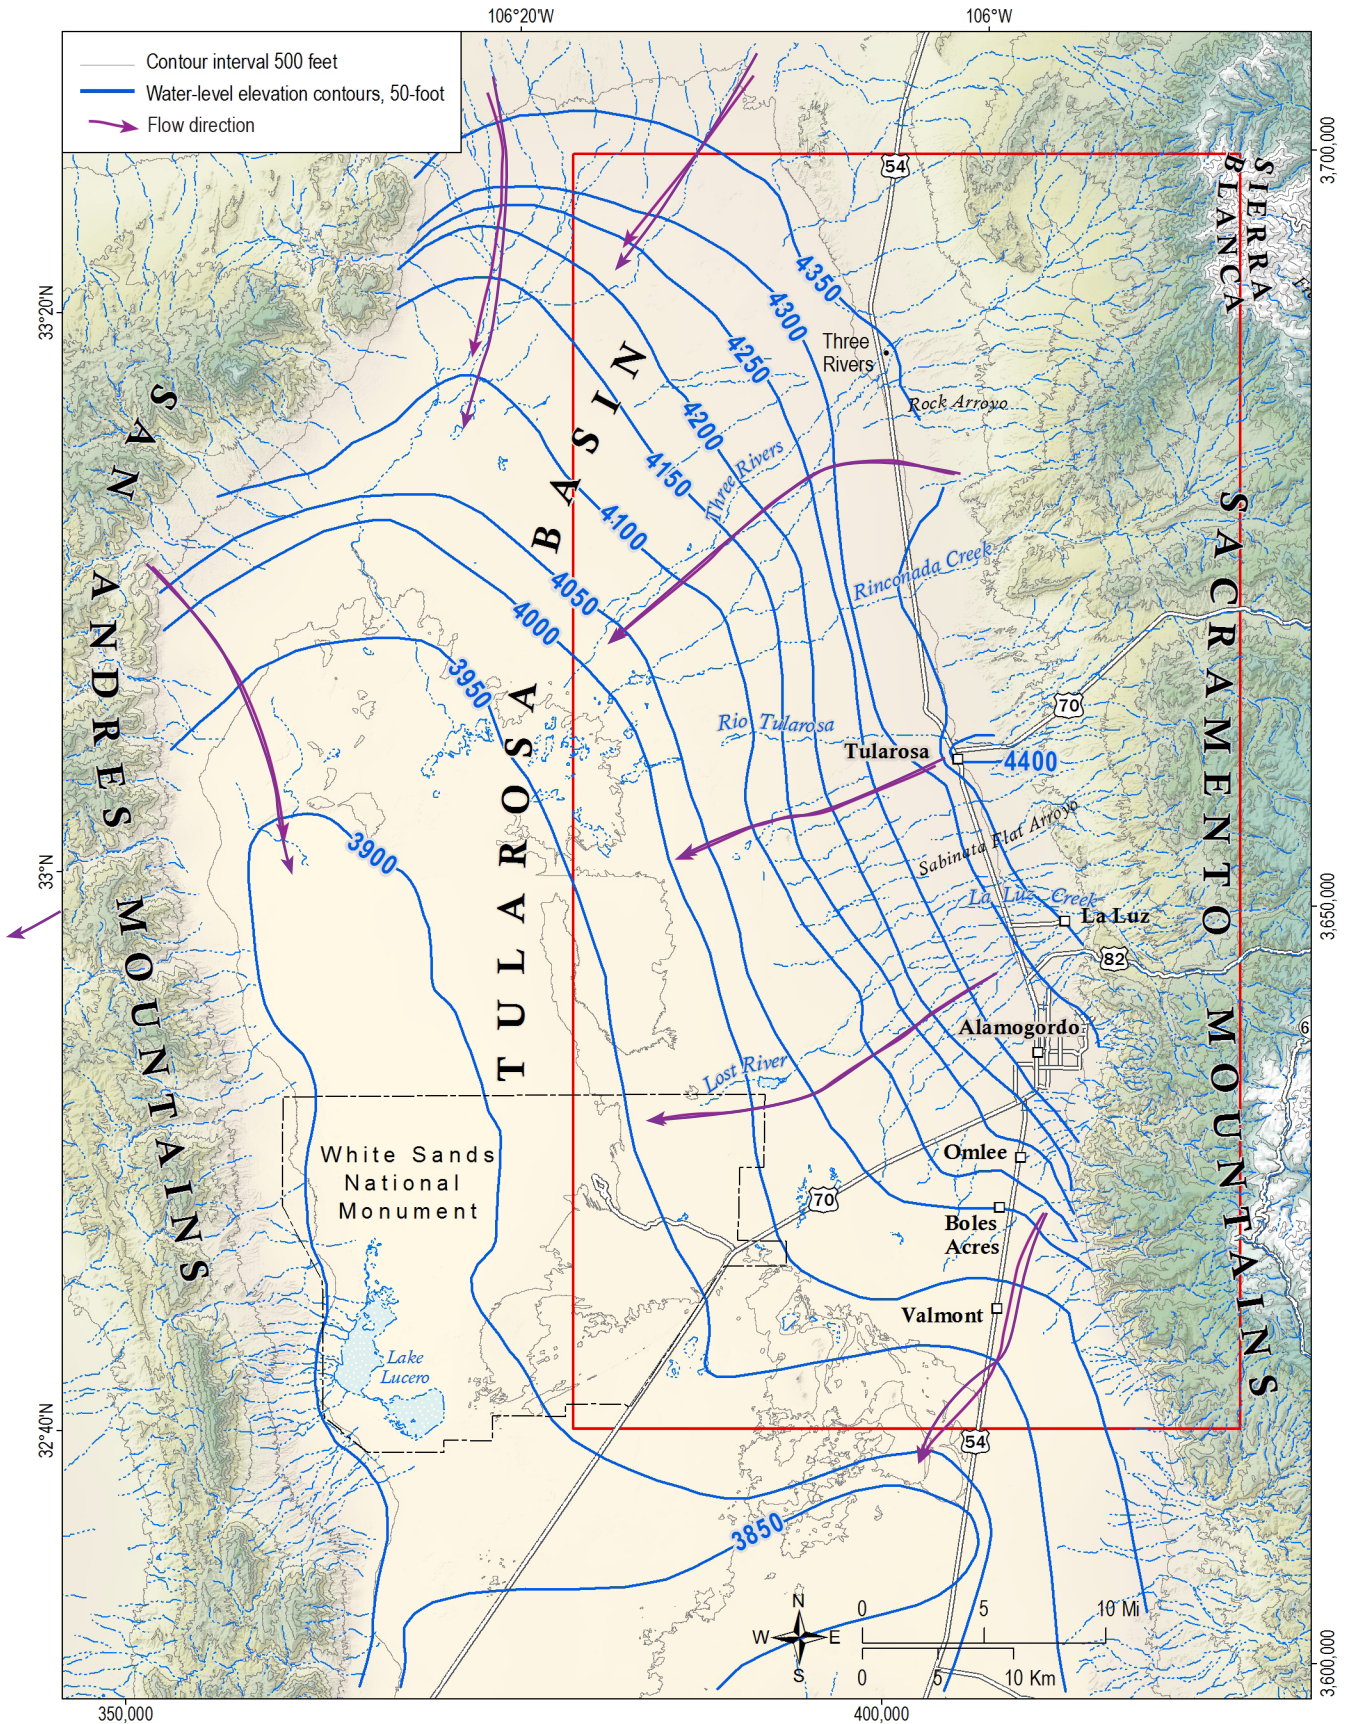 106°20'W
106°W
Contour interval 500 feet
Water-level elevation contours, 50-foot
Flow direction
3,700,000
54
SIERRA
BLANCA
33°20'N
4350
4300
Three
Rivers
4250
Rock Arroyo
4200
Three Rivers
4150
4100
Rinconada Creek
4050
4000
3950
70
Rio Tularosa
Tularosa
4400
Sabinata Flat Arroyo
3900
33°N
La Luz Creek
La Luz
3,650,000
82
6
Alamogordo
Lost River
TULAROSA BASIN
SAN ANDRES MOUNTAINS
SACRAMENTO MOUNTAINS
White Sands
National
Monument
Omlee
70
Boles
Acres
Valmont
Lake
Lucero
32°40'N
54
3850
N
W
E
S
0
5
10 Mi
0
5
10 Km
3,600,000
350,000
400,000